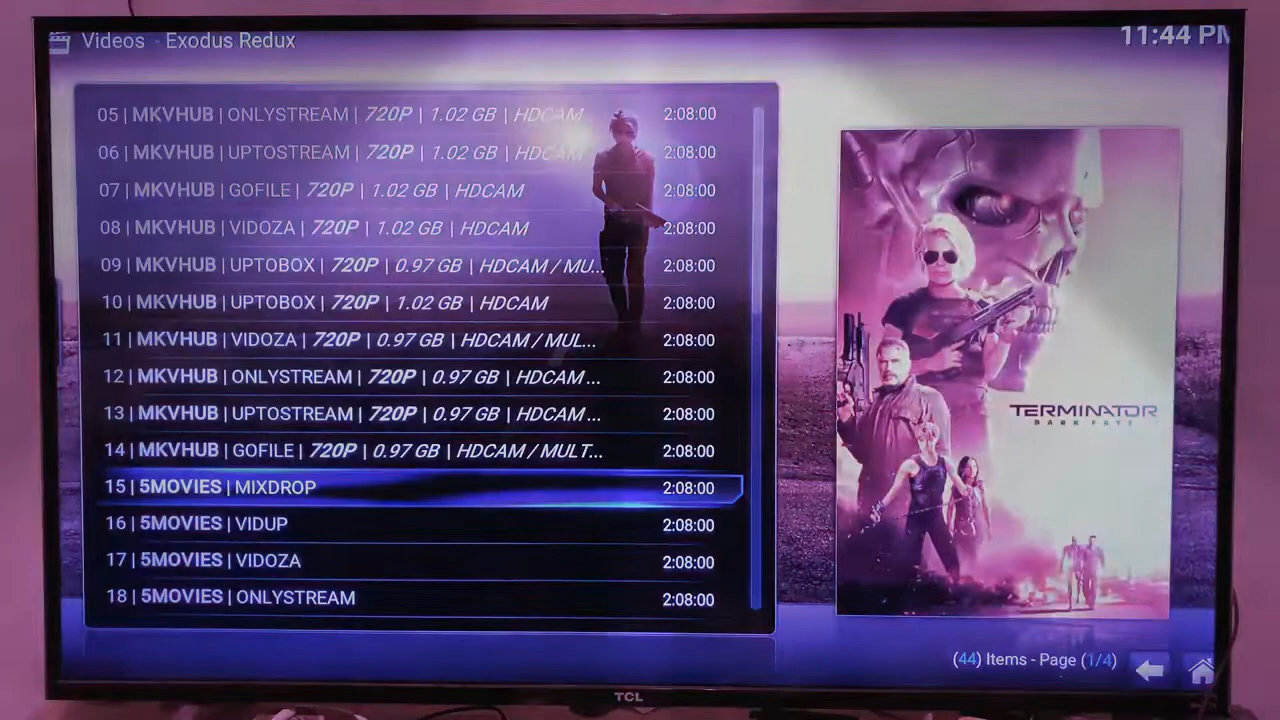 Videos - Exodus Redux
11:44 PM
05 | MKVHUB | ONLYSTREAM | 720P | 1.02 GB | HDCAM 2:08:00
06 | MKVHUB | UPTOSTREAM | 720P | 1.02 GB | HDCAM 2:08:00
07 | MKVHUB | GOFILE | 720P | 1.02 GB | HDCAM 2:08:00
08 | MKVHUB | VIDOZA | 720P | 1.02 GB | HDCAM 2:08:00
09 | MKVHUB | UPTOBOX | 720P | 0.97 GB | HDCAM / MU... 2:08:00
10 | MKVHUB | UPTOBOX | 720P | 1.02 GB | HDCAM 2:08:00
11 | MKVHUB | VIDOZA | 720P | 0.97 GB | HDCAM / MUL... 2:08:00
12 | MKVHUB | ONLYSTREAM | 720P | 0.97 GB | HDCAM ... 2:08:00
13 | MKVHUB | UPTOSTREAM | 720P | 0.97 GB | HDCAM ... 2:08:00
14 | MKVHUB | GOFILE | 720P | 0.97 GB | HDCAM / MULT... 2:08:00
15 | 5MOVIES | MIXDROP 2:08:00
16 | 5MOVIES | VIDUP 2:08:00
17 | 5MOVIES | VIDOZA 2:08:00
18 | 5MOVIES | ONLYSTREAM 2:08:00
TERMINATOR
DARK FATE
(44) Items - Page (1/4)
TCL